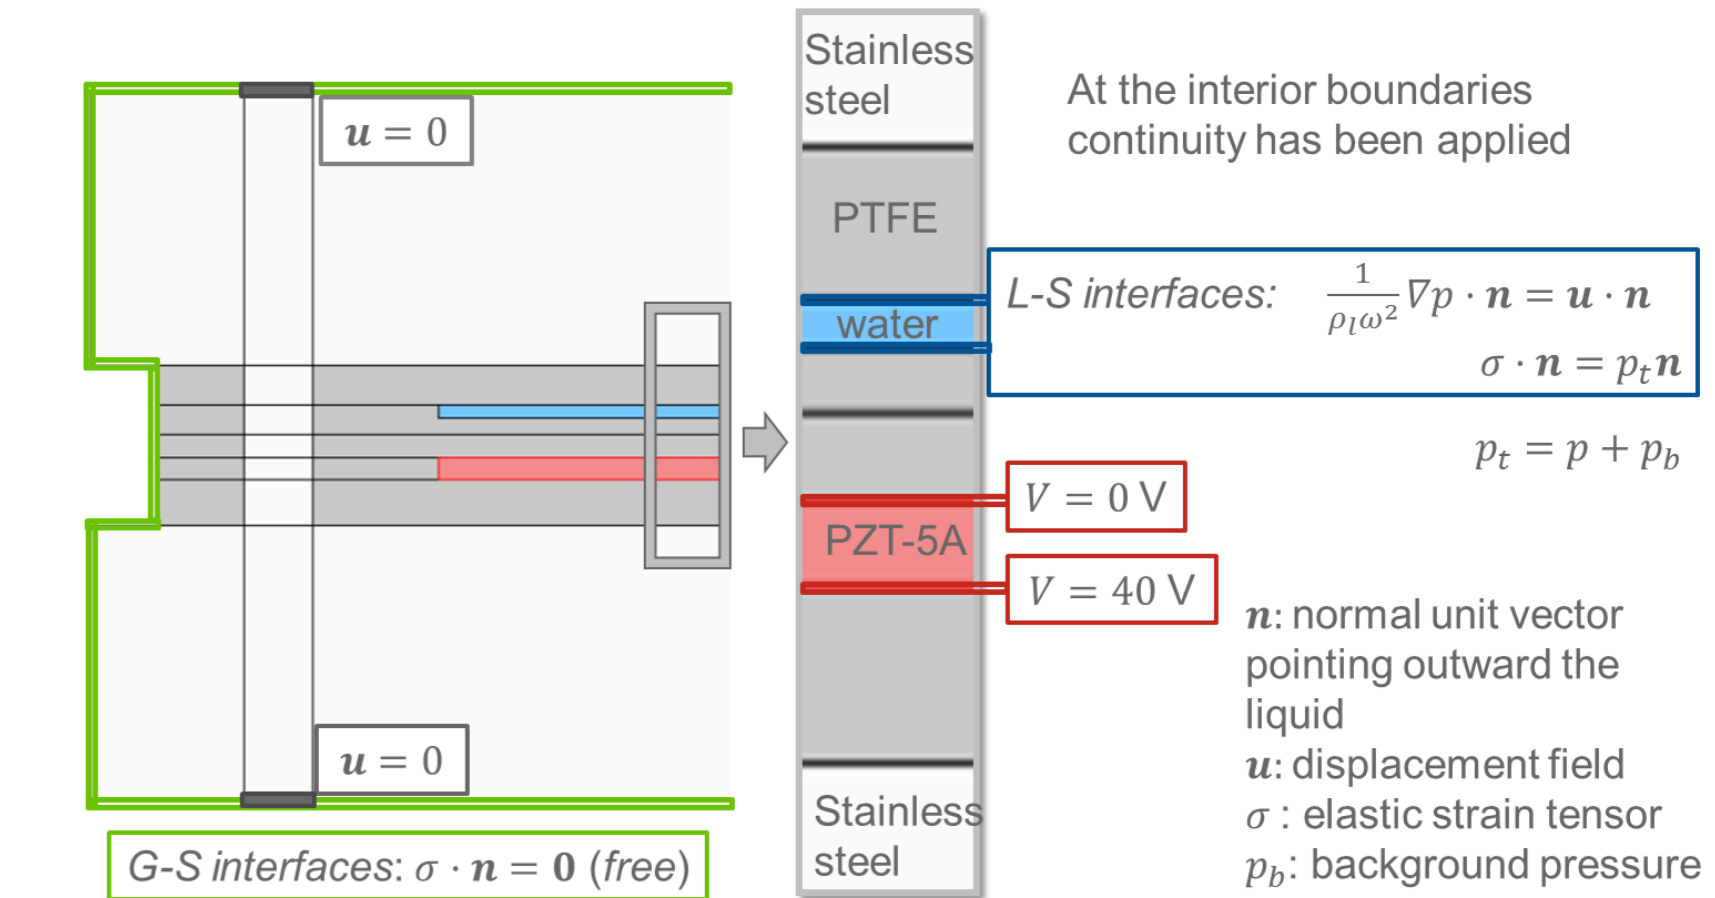 Stainless
steel
At the interior boundaries
continuity has been applied
u = 0
PTFE
L-S interfaces: 1/(ρ_l ω²) ∇p · n = u · n
water
σ · n = p_t n
p_t = p + p_b
V = 0 V
PZT-5A
V = 40 V
n: normal unit vector
pointing outward the
liquid
u = 0
u: displacement field
Stainless
steel
σ : elastic strain tensor
p_b: background pressure
G-S interfaces: σ · n = 0 (free)